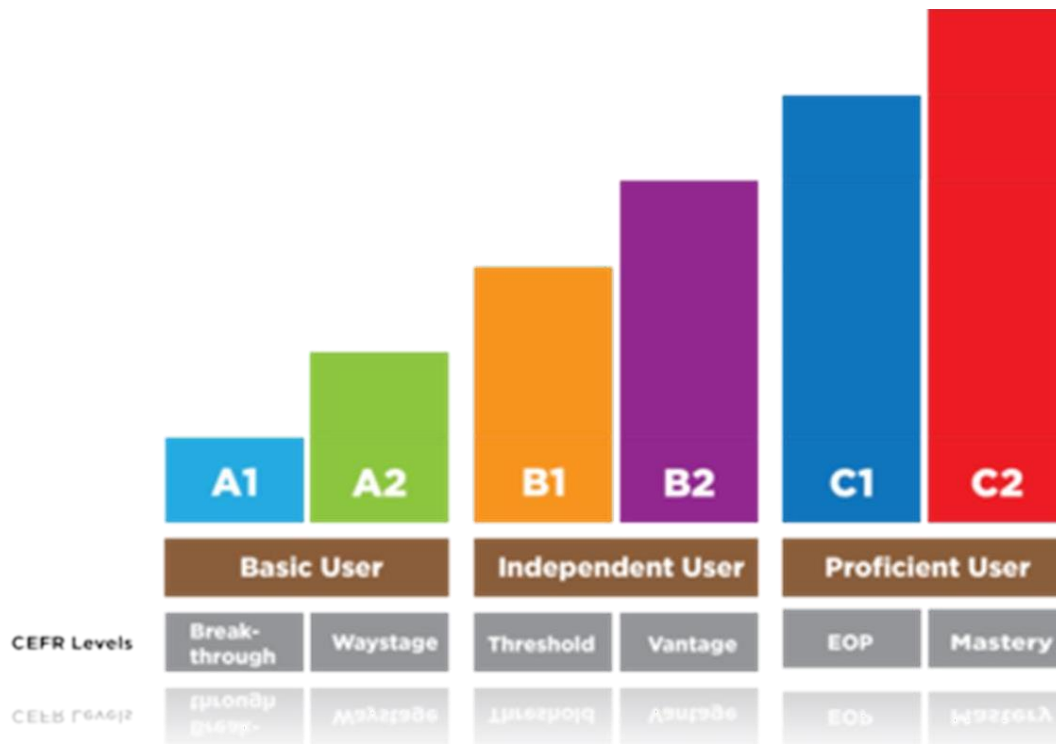 A1 A2 B1 B2 C1 C2
Basic User Independent User Proficient User
CEFR Levels Break-through Waystage Threshold Vantage EOP Mastery